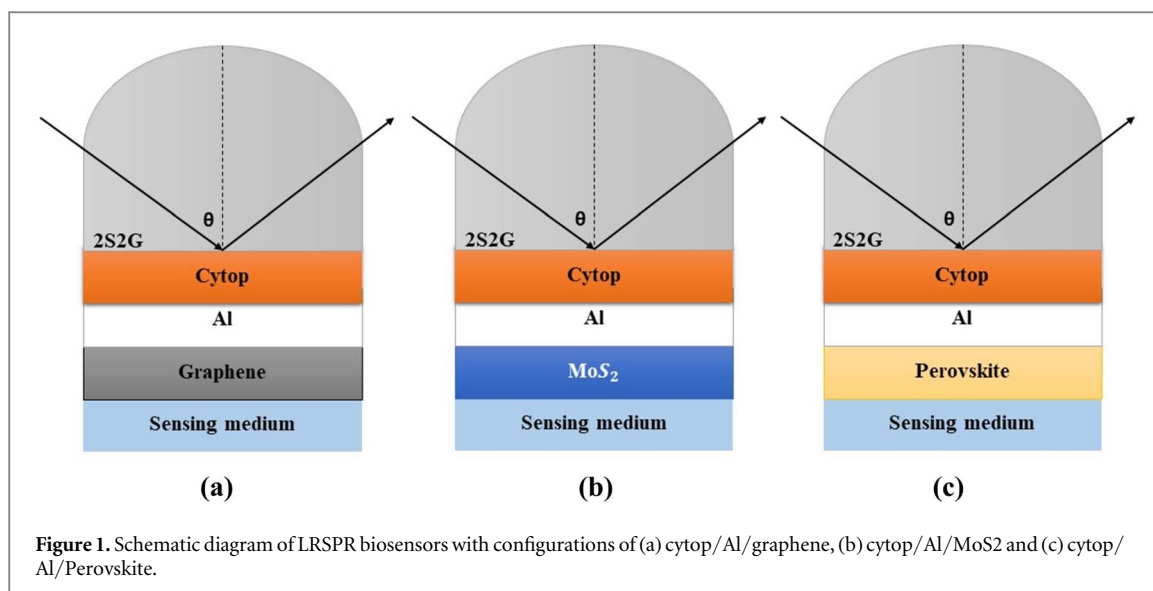 θ θ θ
2S2G 2S2G 2S2G
Cytop Cytop Cytop
Al Al Al
Graphene MoS₂ Perovskite
Sensing medium Sensing medium Sensing medium
(a) (b) (c)
Figure 1. Schematic diagram of LRSPR biosensors with configurations of (a) cytop/Al/graphene, (b) cytop/Al/MoS2 and (c) cytop/
Al/Perovskite.